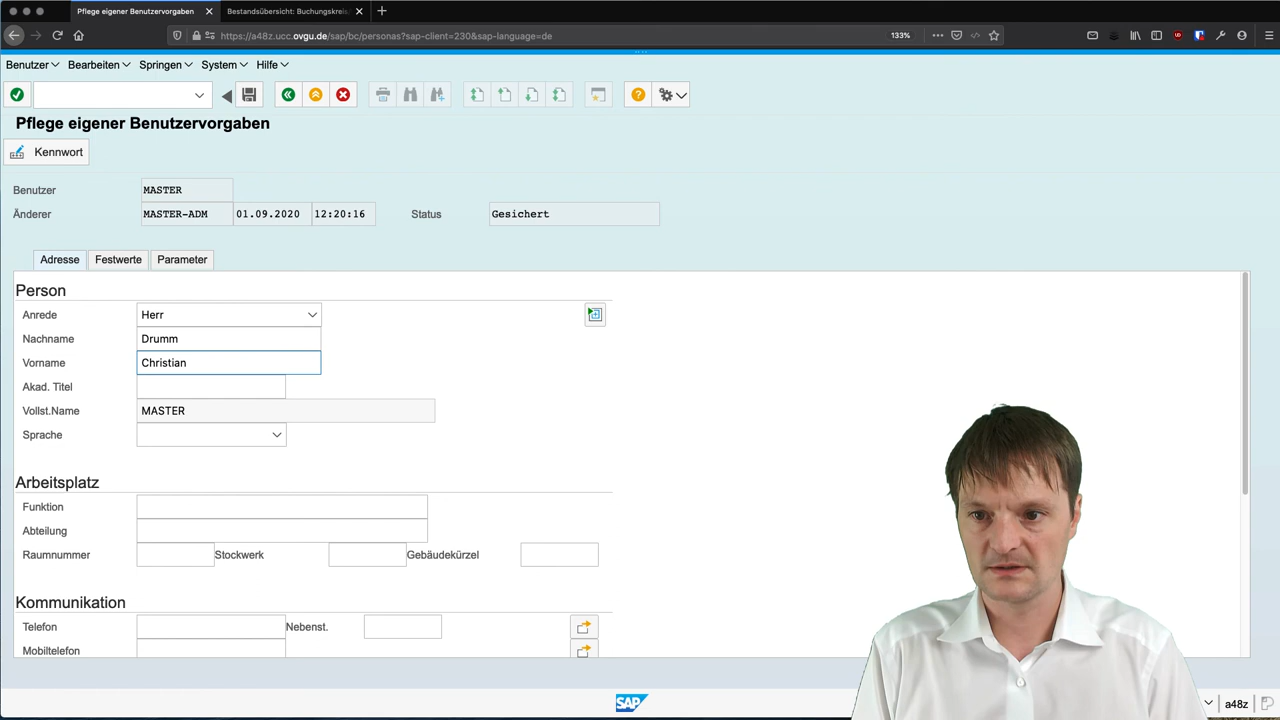 Pflege eigener Benutzervorgaben
Bestandsübersicht: Buchungskreis
https://a48z.ucc.ovgu.de/sap/bc/personas?sap-client=230&sap-language=de
133%
Benutzer Bearbeiten Springen System Hilfe
Pflege eigener Benutzervorgaben
Kennwort
Benutzer MASTER
Änderer MASTER-ADM 01.09.2020 12:20:16 Status Gesichert
Adresse Festwerte Parameter
Person
Anrede Herr
Nachname Drumm
Vorname Christian
Akad. Titel
Vollst.Name MASTER
Sprache
Arbeitsplatz
Funktion
Abteilung
Raumnummer Stockwerk Gebäudekürzel
Kommunikation
Telefon Nebenst.
Mobiltelefon
SAP a48z